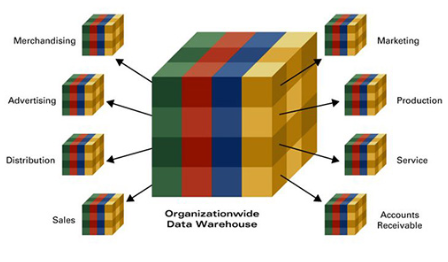 Merchandising
Marketing
Advertising
Production
Distribution
Service
Sales
Accounts
Receivable
Organizationwide
Data Warehouse